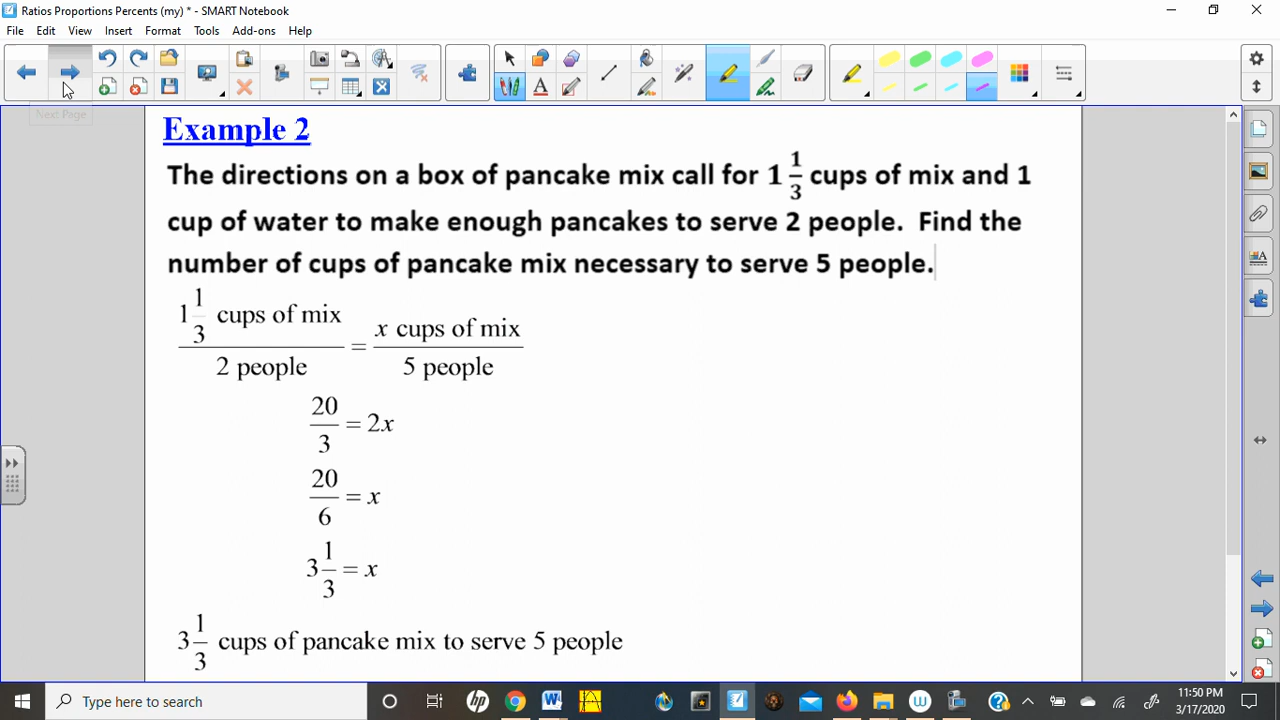 Ratios Proportions Percents (my) * - SMART Notebook
File Edit View Insert Format Tools Add-ons Help
Next Page
Example 2
The directions on a box of pancake mix call for 1 1/3 cups of mix and 1
cup of water to make enough pancakes to serve 2 people. Find the
number of cups of pancake mix necessary to serve 5 people.
1 1/3 cups of mix / 2 people = x cups of mix / 5 people
20/3 = 2x
20/6 = x
3 1/3 = x
3 1/3 cups of pancake mix to serve 5 people
Type here to search
11:50 PM
3/17/2020